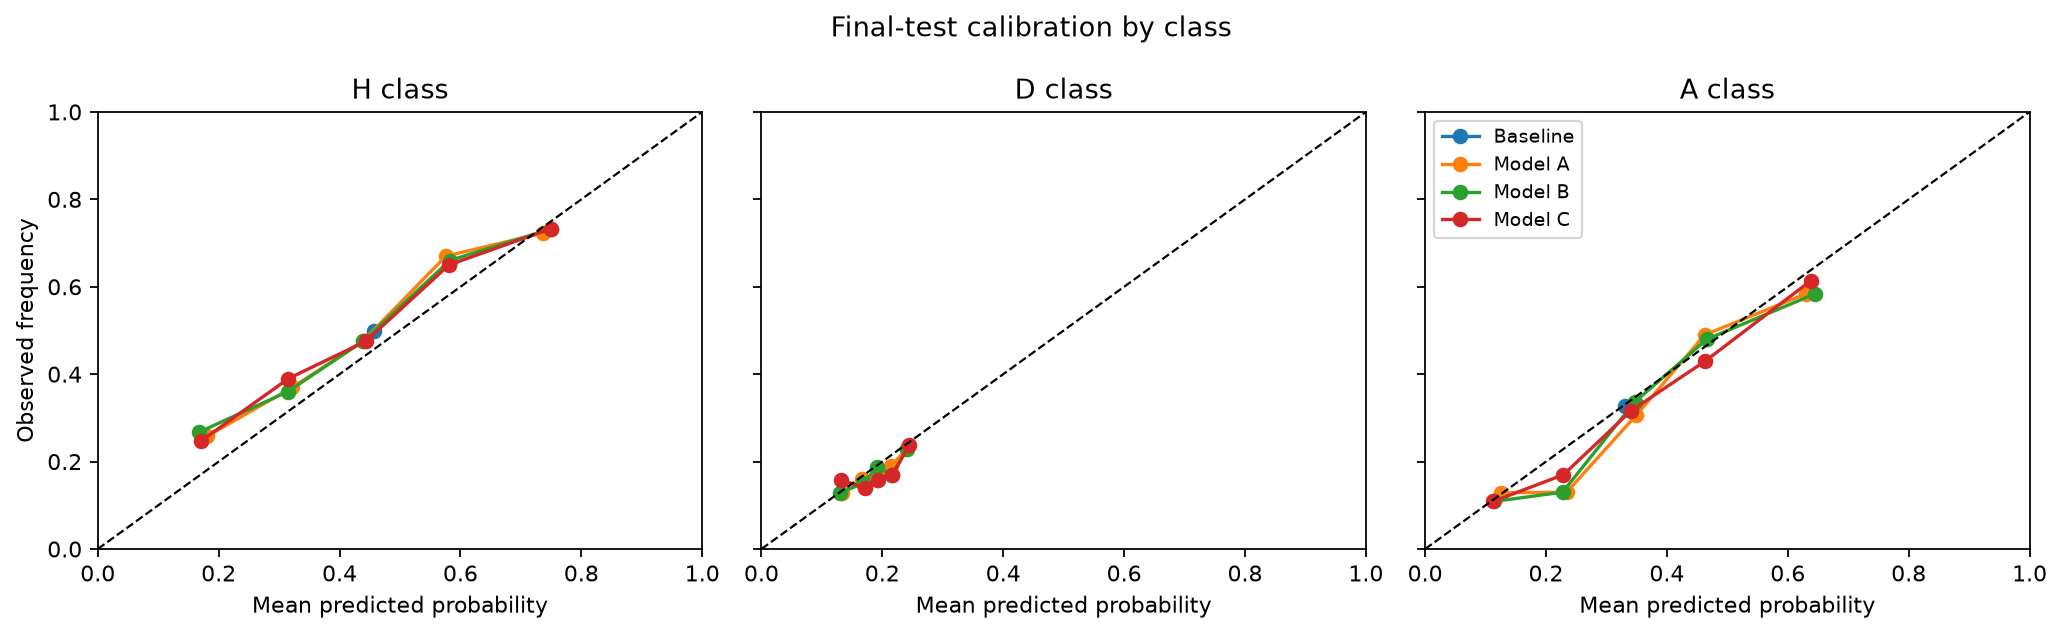 Final-test calibration by class
H class
D class
A class
Observed frequency
1.0
0.8
0.6
0.4
0.2
0.0
0.0 0.2 0.4 0.6 0.8 1.0
Mean predicted probability
0.0 0.2 0.4 0.6 0.8 1.0
Mean predicted probability
Baseline
Model A
Model B
Model C
0.0 0.2 0.4 0.6 0.8 1.0
Mean predicted probability